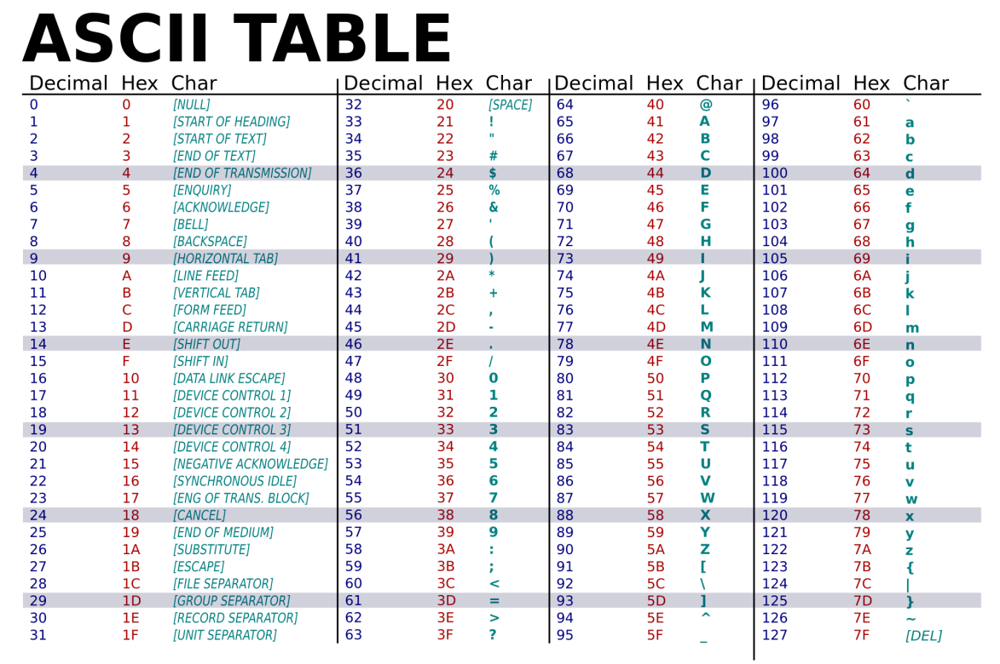 ASCII TABLE
Decimal Hex Char Decimal Hex Char Decimal Hex Char Decimal Hex Char
0 0 [NULL] 32 20 [SPACE] 64 40 @ 96 60 `
1 1 [START OF HEADING] 33 21 ! 65 41 A 97 61 a
2 2 [START OF TEXT] 34 22 " 66 42 B 98 62 b
3 3 [END OF TEXT] 35 23 # 67 43 C 99 63 c
4 4 [END OF TRANSMISSION] 36 24 $ 68 44 D 100 64 d
5 5 [ENQUIRY] 37 25 % 69 45 E 101 65 e
6 6 [ACKNOWLEDGE] 38 26 & 70 46 F 102 66 f
7 7 [BELL] 39 27 ' 71 47 G 103 67 g
8 8 [BACKSPACE] 40 28 ( 72 48 H 104 68 h
9 9 [HORIZONTAL TAB] 41 29 ) 73 49 I 105 69 i
10 A [LINE FEED] 42 2A * 74 4A J 106 6A j
11 B [VERTICAL TAB] 43 2B + 75 4B K 107 6B k
12 C [FORM FEED] 44 2C , 76 4C L 108 6C l
13 D [CARRIAGE RETURN] 45 2D - 77 4D M 109 6D m
14 E [SHIFT OUT] 46 2E . 78 4E N 110 6E n
15 F [SHIFT IN] 47 2F / 79 4F O 111 6F o
16 10 [DATA LINK ESCAPE] 48 30 0 80 50 P 112 70 p
17 11 [DEVICE CONTROL 1] 49 31 1 81 51 Q 113 71 q
18 12 [DEVICE CONTROL 2] 50 32 2 82 52 R 114 72 r
19 13 [DEVICE CONTROL 3] 51 33 3 83 53 S 115 73 s
20 14 [DEVICE CONTROL 4] 52 34 4 84 54 T 116 74 t
21 15 [NEGATIVE ACKNOWLEDGE] 53 35 5 85 55 U 117 75 u
22 16 [SYNCHRONOUS IDLE] 54 36 6 86 56 V 118 76 v
23 17 [ENG OF TRANS. BLOCK] 55 37 7 87 57 W 119 77 w
24 18 [CANCEL] 56 38 8 88 58 X 120 78 x
25 19 [END OF MEDIUM] 57 39 9 89 59 Y 121 79 y
26 1A [SUBSTITUTE] 58 3A : 90 5A Z 122 7A z
27 1B [ESCAPE] 59 3B ; 91 5B [ 123 7B {
28 1C [FILE SEPARATOR] 60 3C < 92 5C \ 124 7C |
29 1D [GROUP SEPARATOR] 61 3D = 93 5D ] 125 7D }
30 1E [RECORD SEPARATOR] 62 3E > 94 5E ^ 126 7E ~
31 1F [UNIT SEPARATOR] 63 3F ? 95 5F _ 127 7F [DEL]